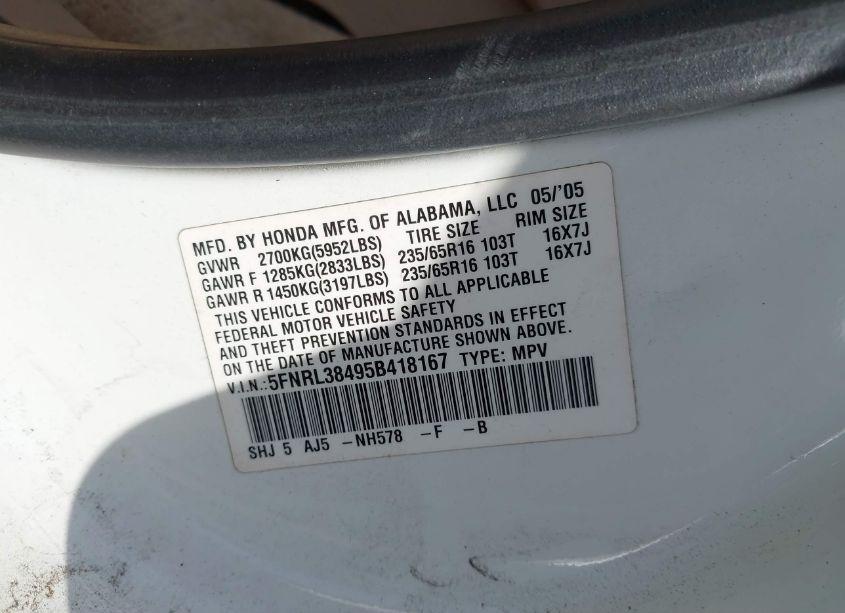 MFD. BY HONDA MFG. OF ALABAMA, LLC 05/'05
GVWR 2700KG(5952LBS) TIRE SIZE RIM SIZE
GAWR F 1285KG(2833LBS) 235/65R16 103T 16X7J
GAWR R 1450KG(3197LBS) 235/65R16 103T 16X7J
THIS VEHICLE CONFORMS TO ALL APPLICABLE
FEDERAL MOTOR VEHICLE SAFETY
AND THEFT PREVENTION STANDARDS IN EFFECT
ON THE DATE OF MANUFACTURE SHOWN ABOVE.
V.I.N.:5FNRL38495B418167 TYPE: MPV
SHJ 5 AJ5 -NH578 -F -B